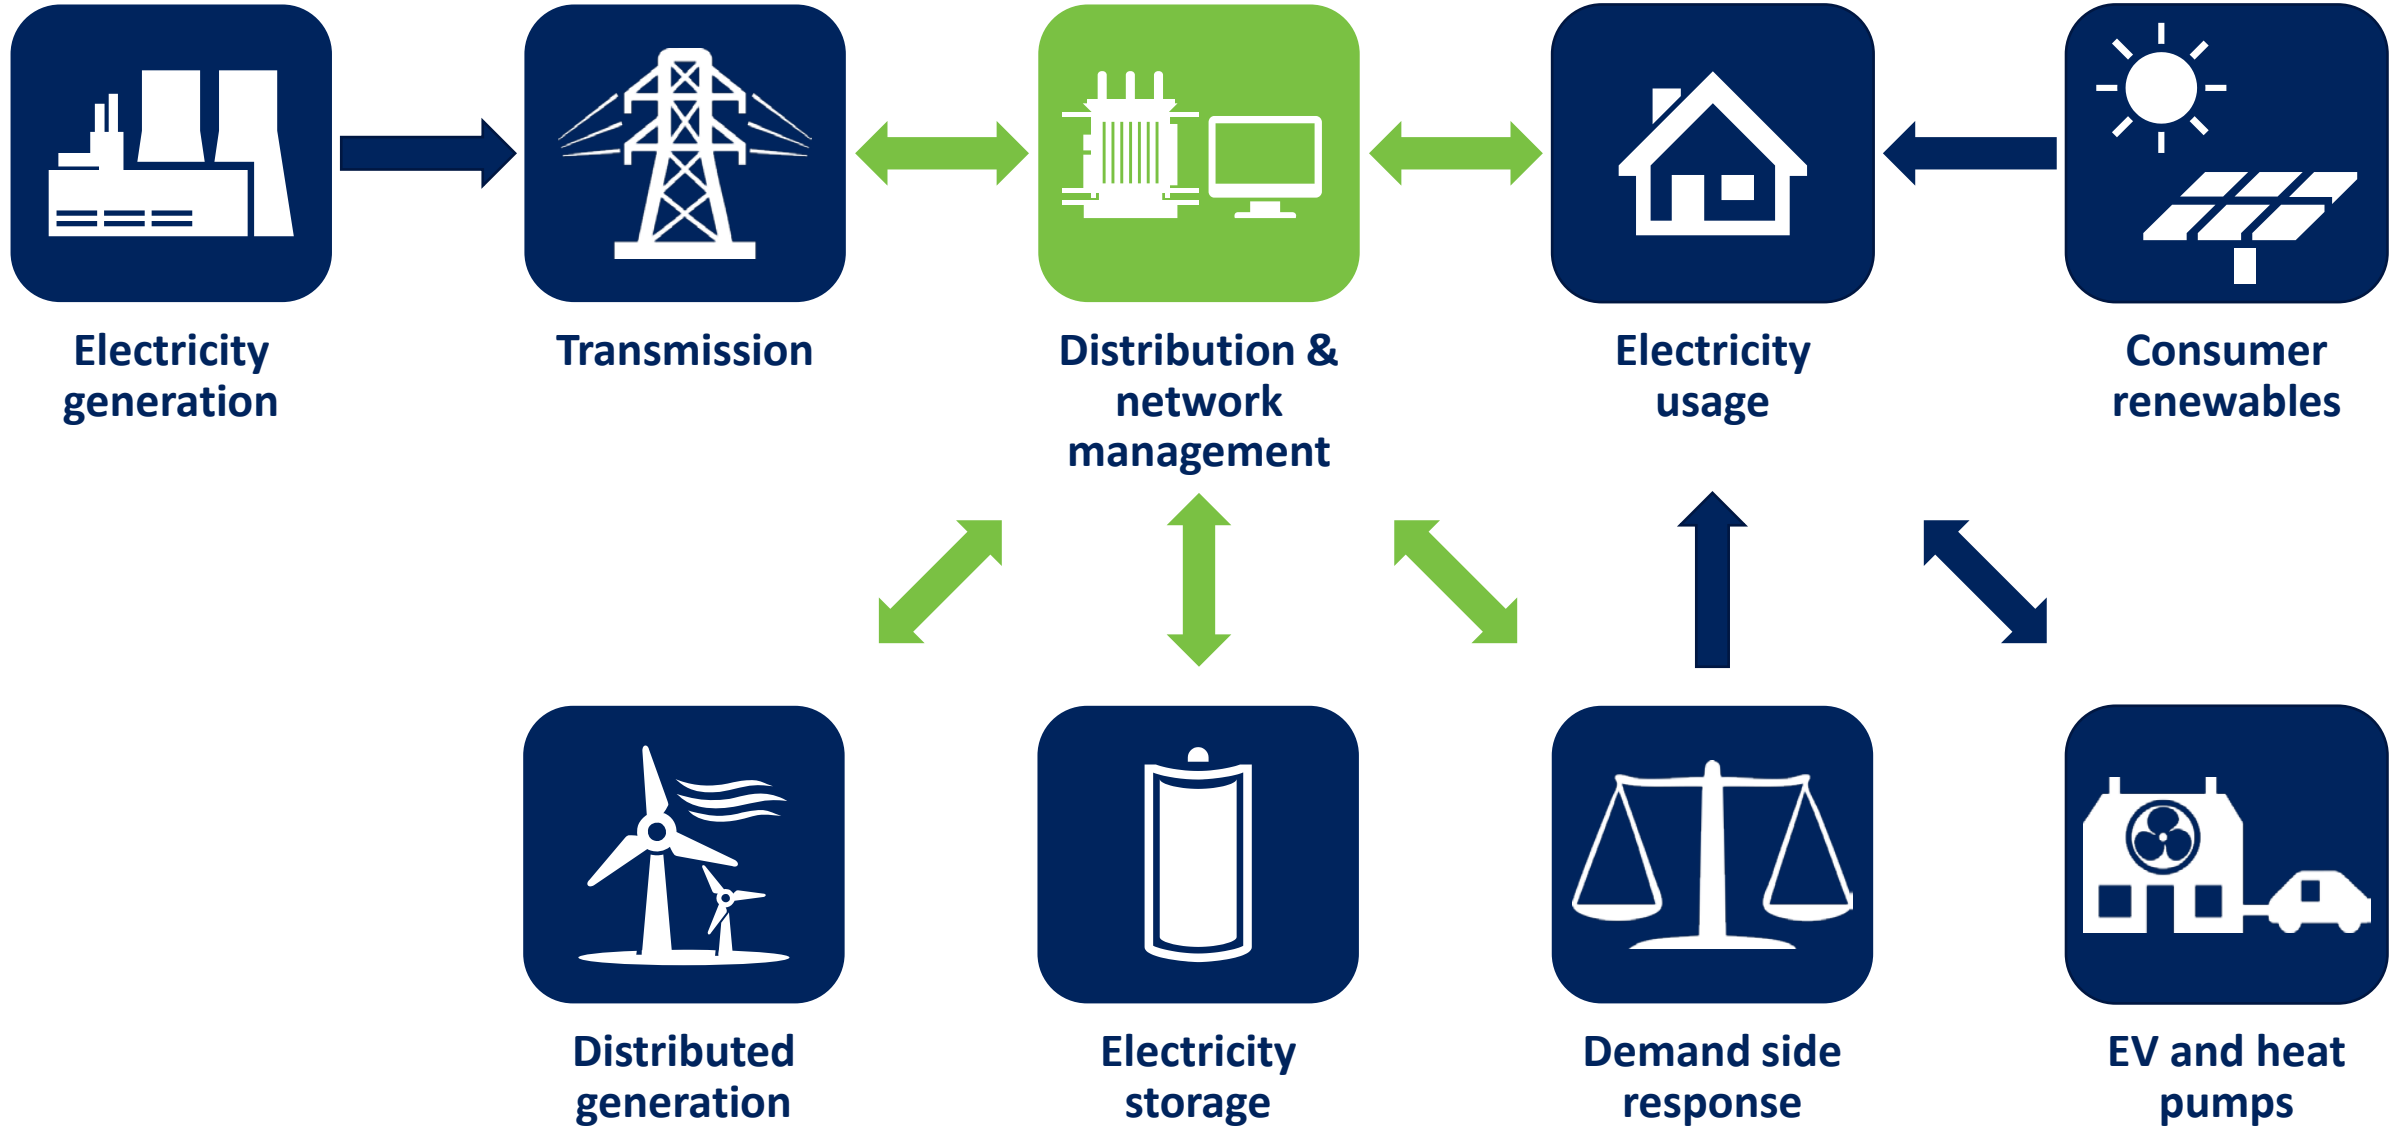 Electricity
generation
Transmission
Distribution &
network
management
Electricity
usage
Consumer
renewables
Distributed
generation
Electricity
storage
Demand side
response
EV and heat
pumps